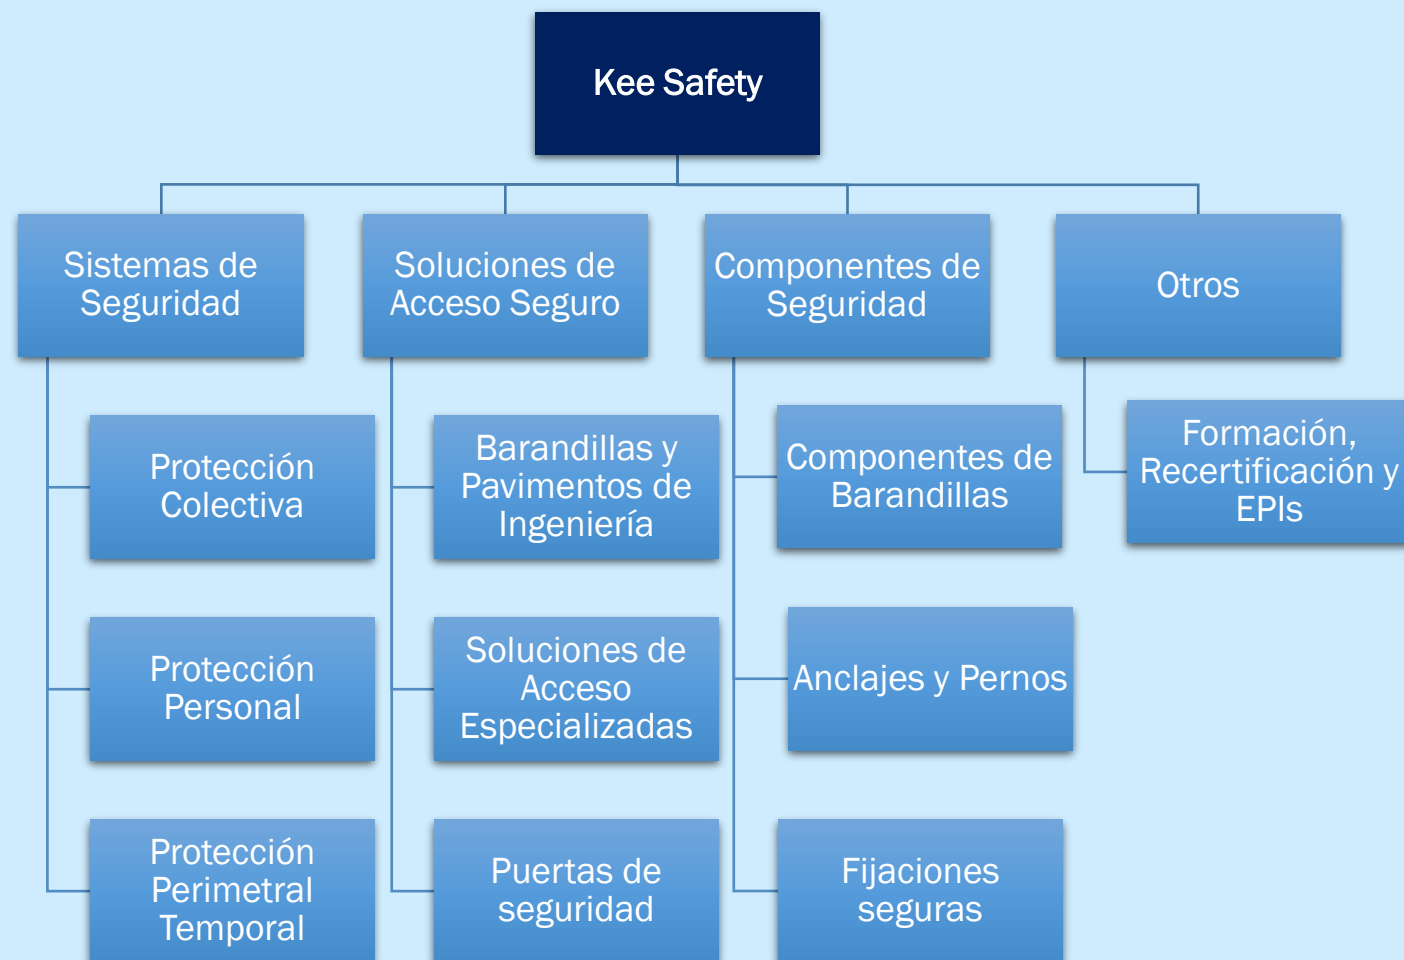 Kee Safety
Sistemas de
Seguridad
Soluciones de
Acceso Seguro
Componentes de
Seguridad
Otros
Protección
Colectiva
Barandillas y
Pavimentos de
Ingeniería
Componentes de
Barandillas
Formación,
Recertificación y
EPIs
Protección
Personal
Soluciones de
Acceso
Especializadas
Anclajes y Pernos
Protección
Perimetral
Temporal
Puertas de
seguridad
Fijaciones
seguras